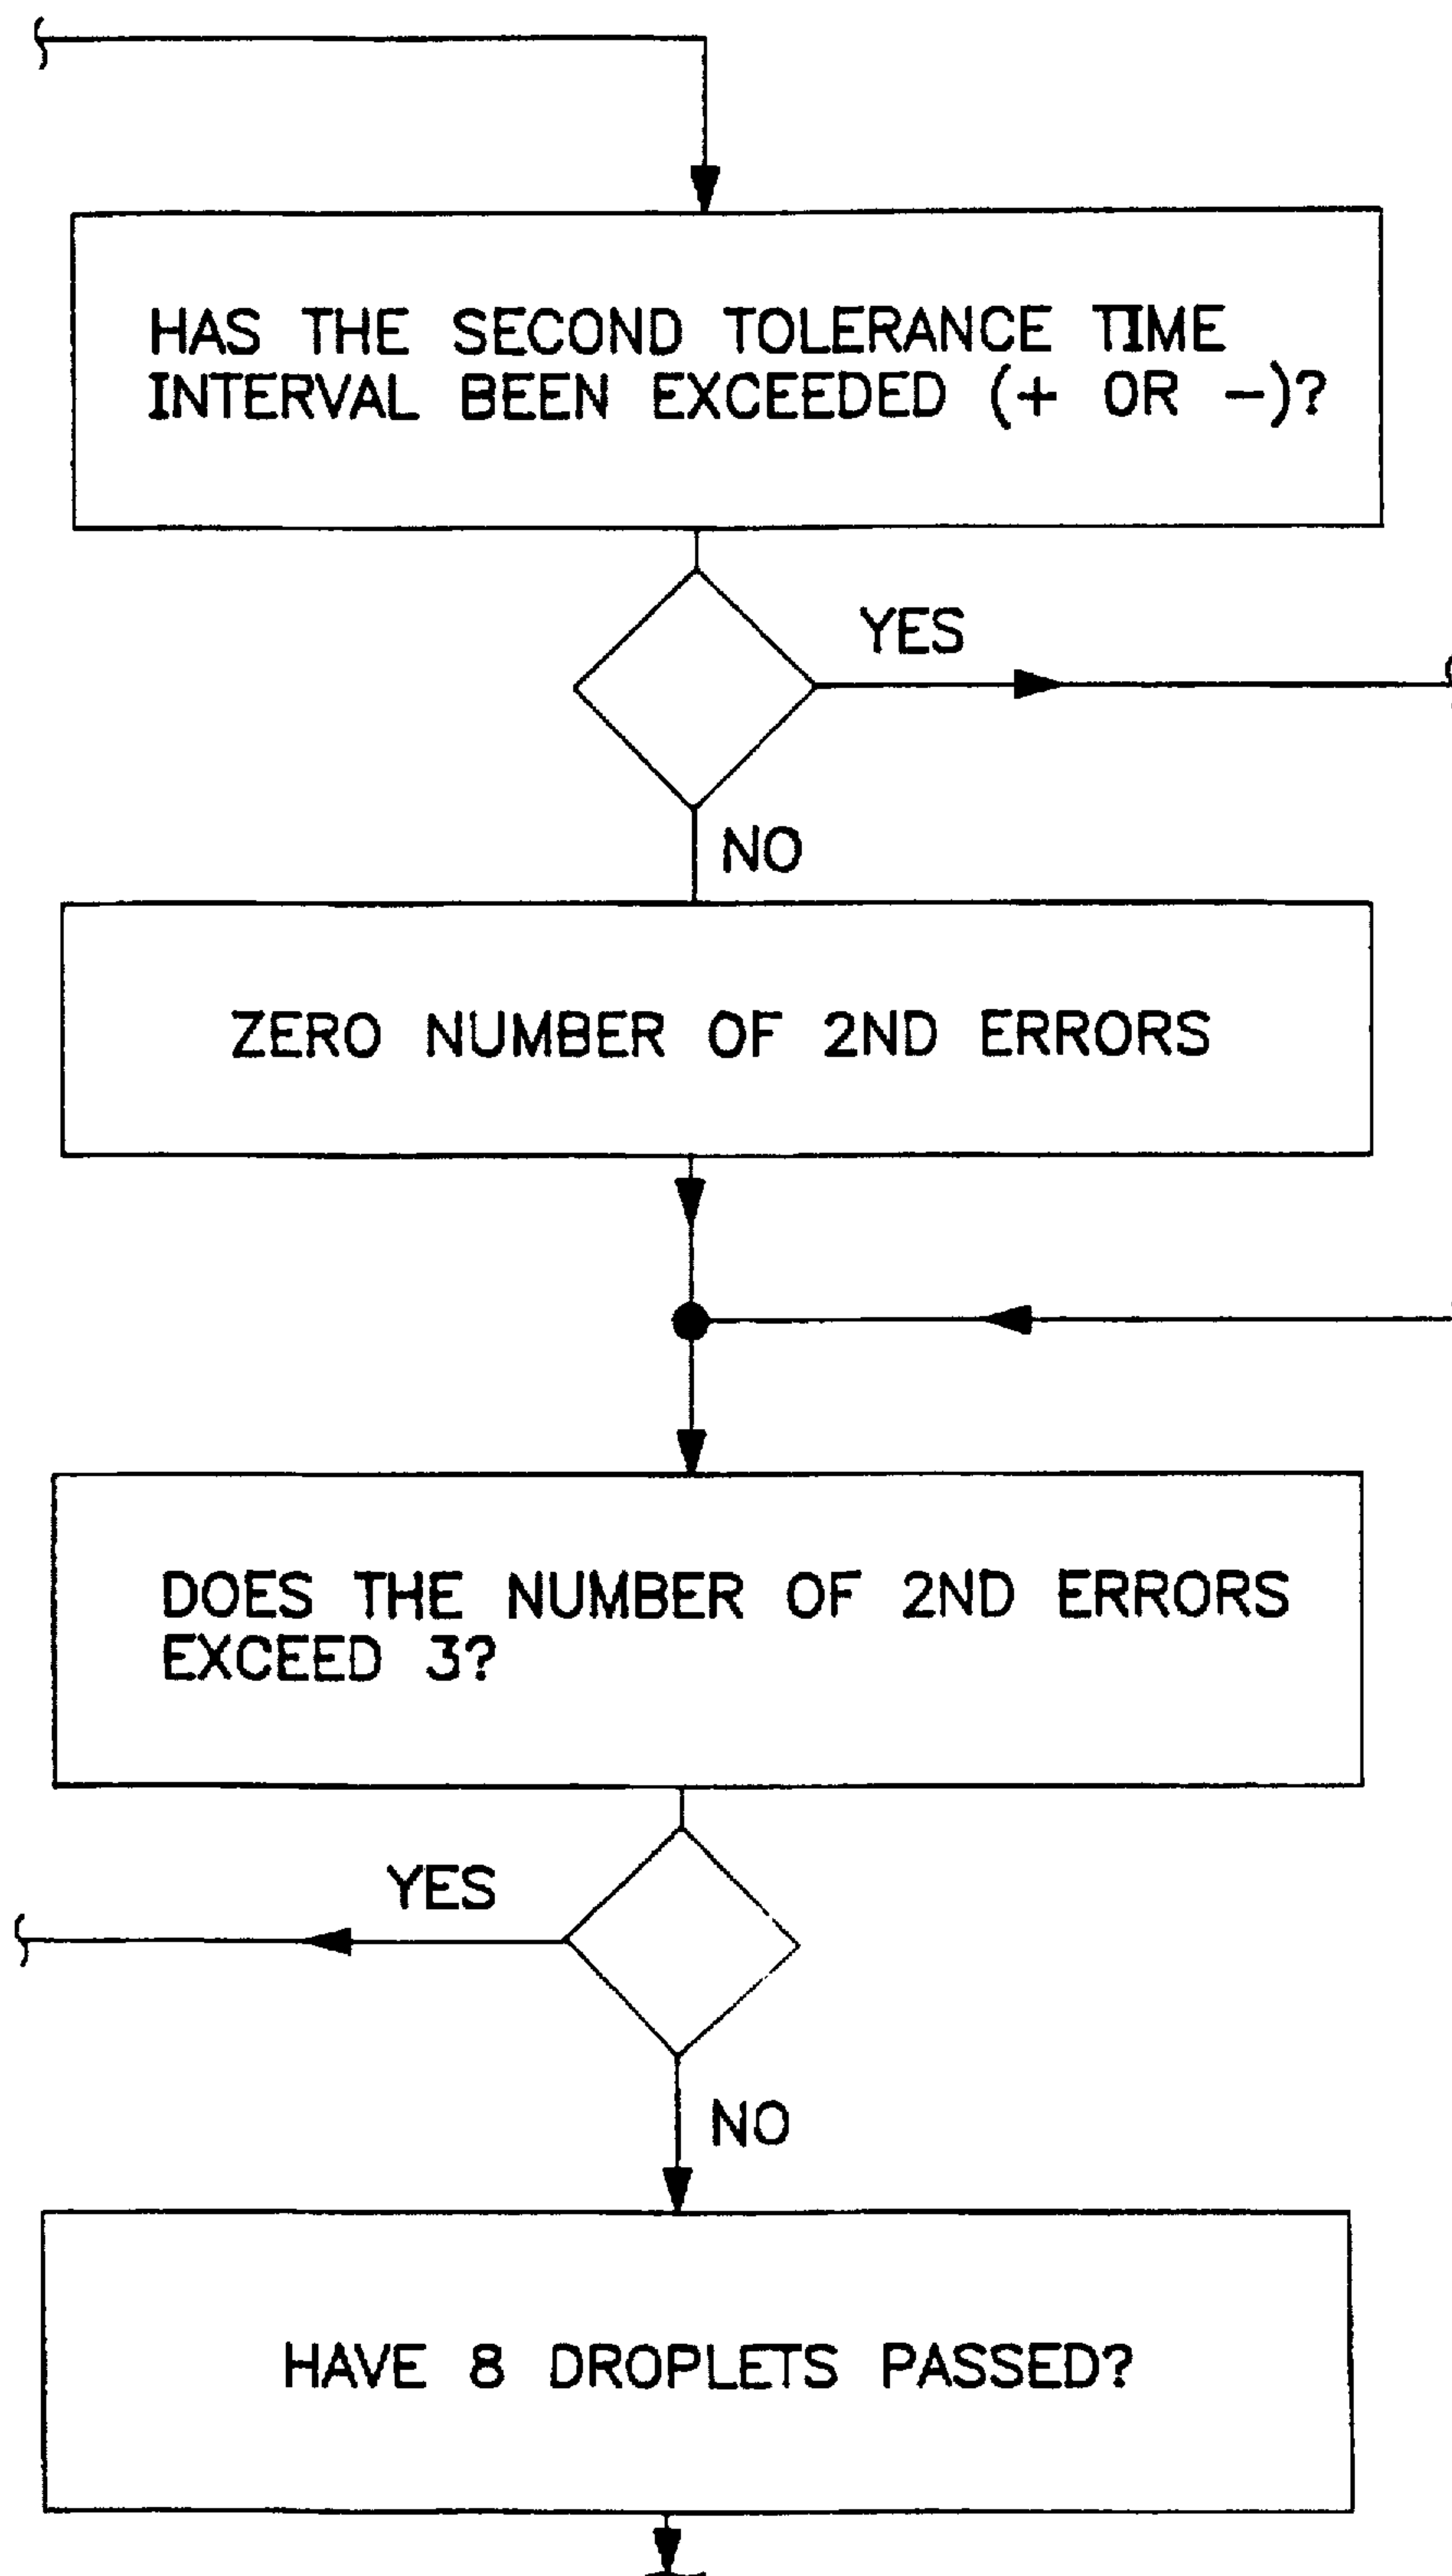 HAS THE SECOND TOLERANCE TIME
INTERVAL BEEN EXCEEDED (+ OR -)?
YES
NO
ZERO NUMBER OF 2ND ERRORS
DOES THE NUMBER OF 2ND ERRORS
EXCEED 3?
YES
NO
HAVE 8 DROPLETS PASSED?